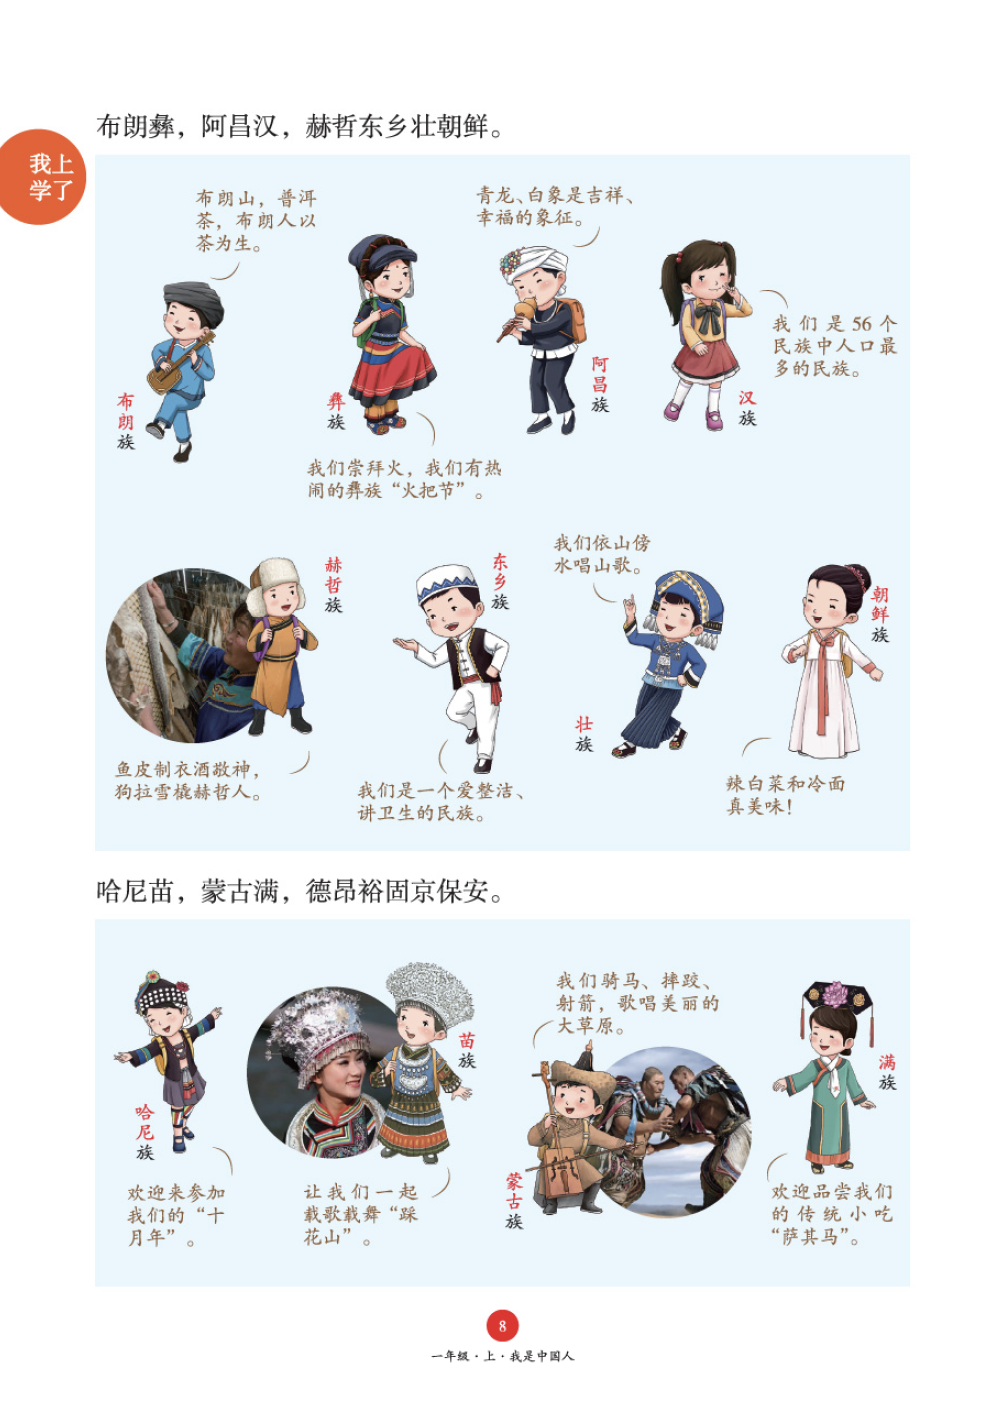 布朗彝，阿昌汉，赫哲东乡壮朝鲜。
我上
学了
布朗山，普洱
茶，布朗人以
茶为生。
布朗族
我们崇拜火，我们有热
闹的彝族“火把节”。
彝族
青龙、白象是吉祥、
幸福的象征。
阿昌族
我们是56个
民族中人口最
多的民族。
汉族
赫哲族
鱼皮制衣酒敬神，
狗拉雪橇赫哲人。
东乡族
我们是一个爱整洁、
讲卫生的民族。
我们依山傍
水唱山歌。
壮族
朝鲜族
辣白菜和冷面
真美味！
哈尼苗，蒙古满，德昂裕固京保安。
哈尼族
欢迎来参加
我们的“十
月年”。
苗族
让我们一起
载歌载舞“踩
花山”。
我们骑马、摔跤、
射箭，歌唱美丽的
大草原。
蒙古族
满族
欢迎品尝我们
的传统小吃
“萨其马”。
8
一年级·上·我是中国人